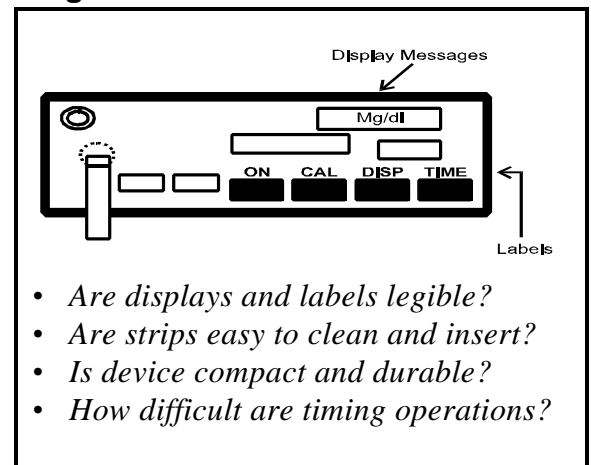 Display Messages
Mg/dl
ON CAL DISP TIME
Labels
• Are displays and labels legible?
• Are strips easy to clean and insert?
• Is device compact and durable?
• How difficult are timing operations?